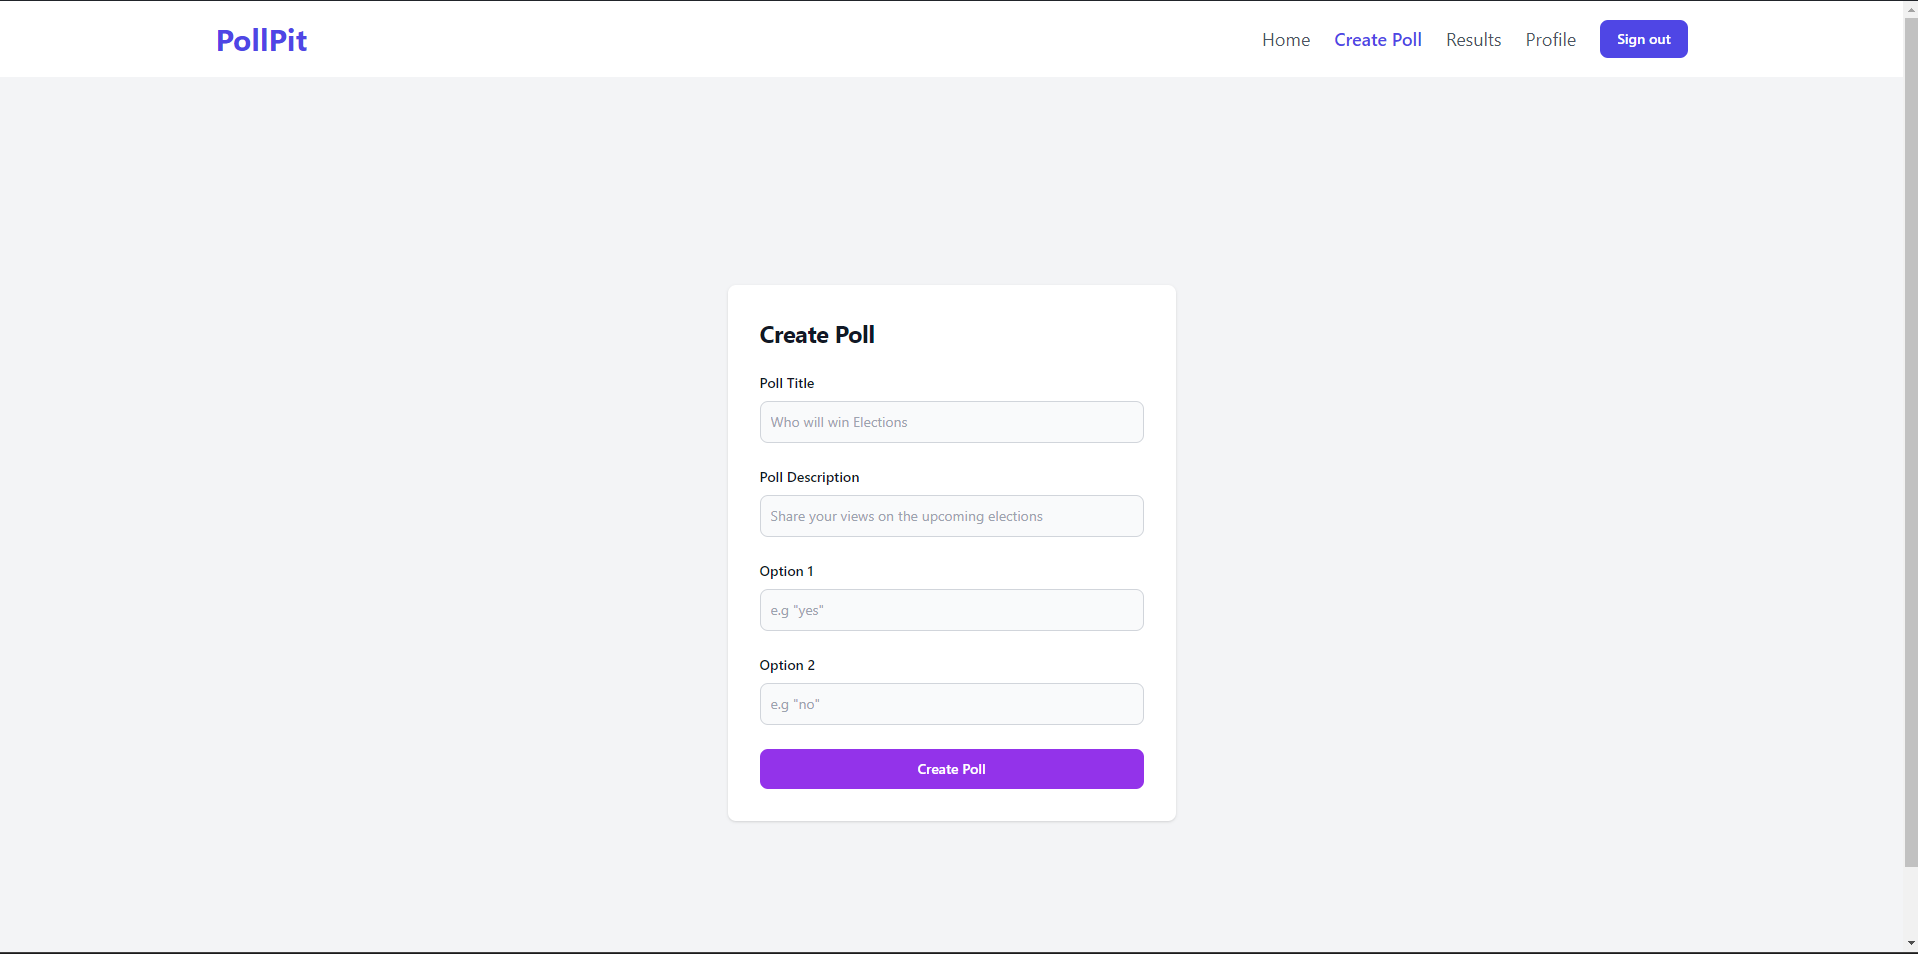 PollPit
Home Create Poll Results Profile Sign out
Create Poll
Poll Title
Who will win Elections
Poll Description
Share your views on the upcoming elections
Option 1
e.g "yes"
Option 2
e.g "no"
Create Poll